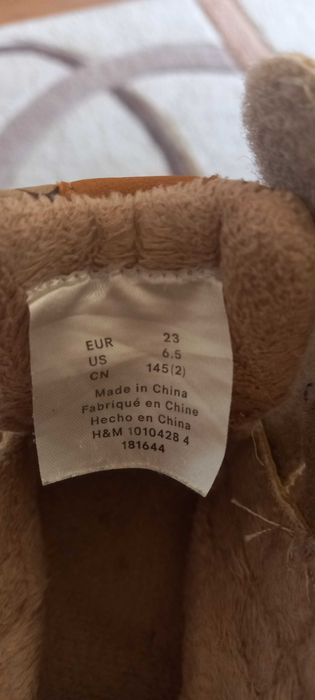 EUR 23
US 6.5
CN 145(2)
Made in China
Fabriqué en Chine
Hecho en China
H&M 1010428 4
181644